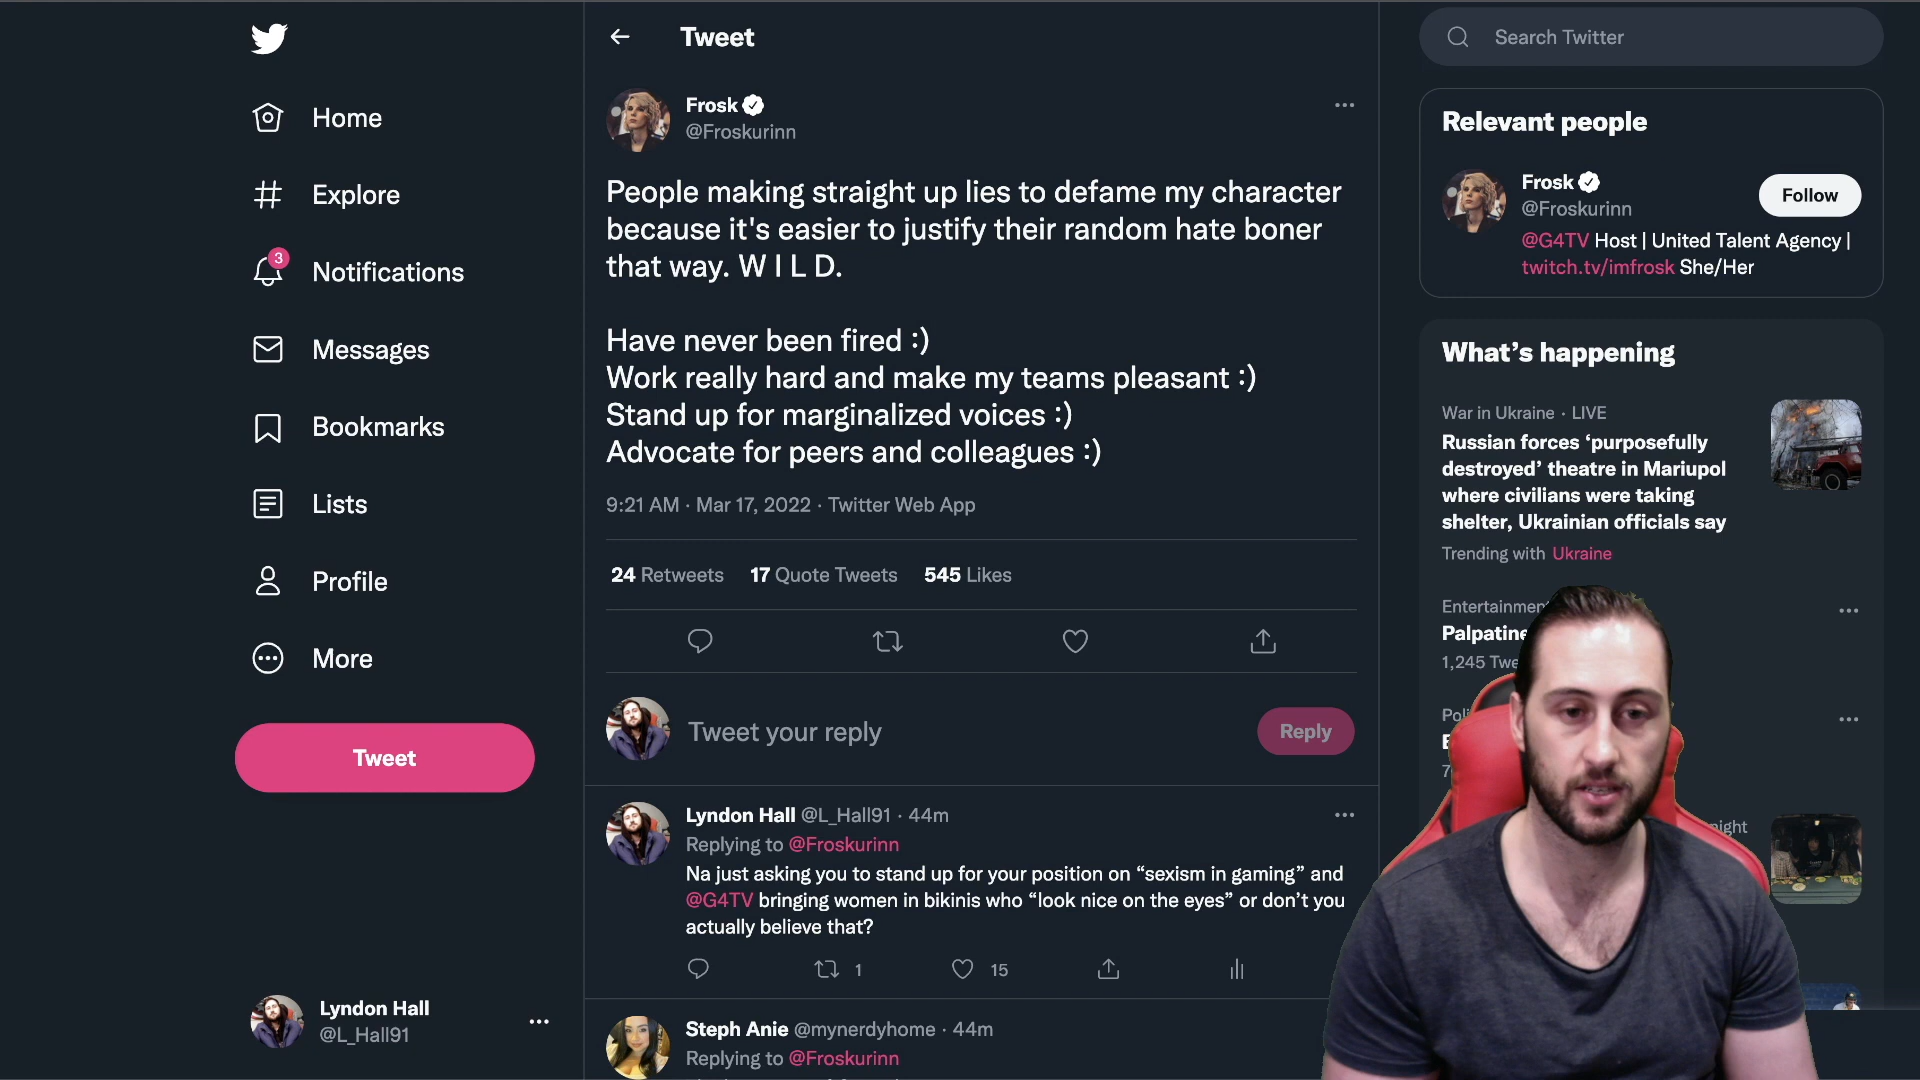 Home
Explore
3
Notifications
Messages
Bookmarks
Lists
Profile
More
Tweet
Lyndon Hall
@L_Hall91
Tweet
Frosk
@Froskurinn
People making straight up lies to defame my character
because it's easier to justify their random hate boner
that way. W I L D.
Have never been fired :)
Work really hard and make my teams pleasant :)
Stand up for marginalized voices :)
Advocate for peers and colleagues :)
9:21 AM · Mar 17, 2022 · Twitter Web App
24 Retweets 17 Quote Tweets 545 Likes
Tweet your reply
Reply
Lyndon Hall @L_Hall91 · 44m
Replying to @Froskurinn
Na just asking you to stand up for your position on “sexism in gaming” and
@G4TV bringing women in bikinis who “look nice on the eyes” or don’t you
actually believe that?
1
15
Steph Anie @mynerdyhome · 44m
Replying to @Froskurinn
Search Twitter
Relevant people
Frosk
@Froskurinn
Follow
@G4TV Host | United Talent Agency |
twitch.tv/imfrosk She/Her
What’s happening
War in Ukraine · LIVE
Russian forces ‘purposefully
destroyed’ theatre in Mariupol
where civilians were taking
shelter, Ukrainian officials say
Trending with Ukraine
Palpatine
1,245